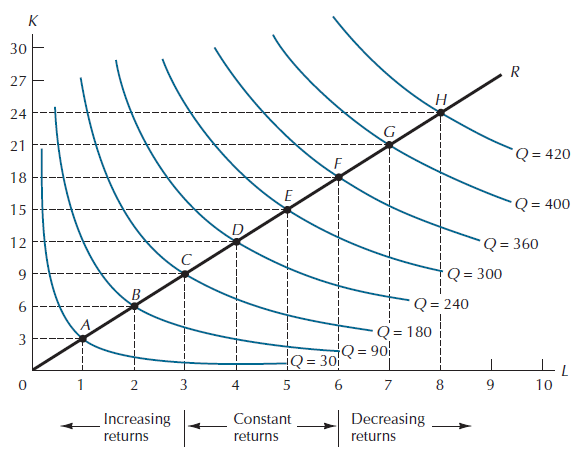 K
30
R
27
H
24
G
21
Q = 420
F
18
E
15
Q = 400
D
12
Q = 360
C
9
Q = 300
B
6
Q = 240
A
3
Q = 180
Q = 90
Q = 30
L
0 1 2 3 4 5 6 7 8 9 10
Increasing returns
Constant returns
Decreasing returns